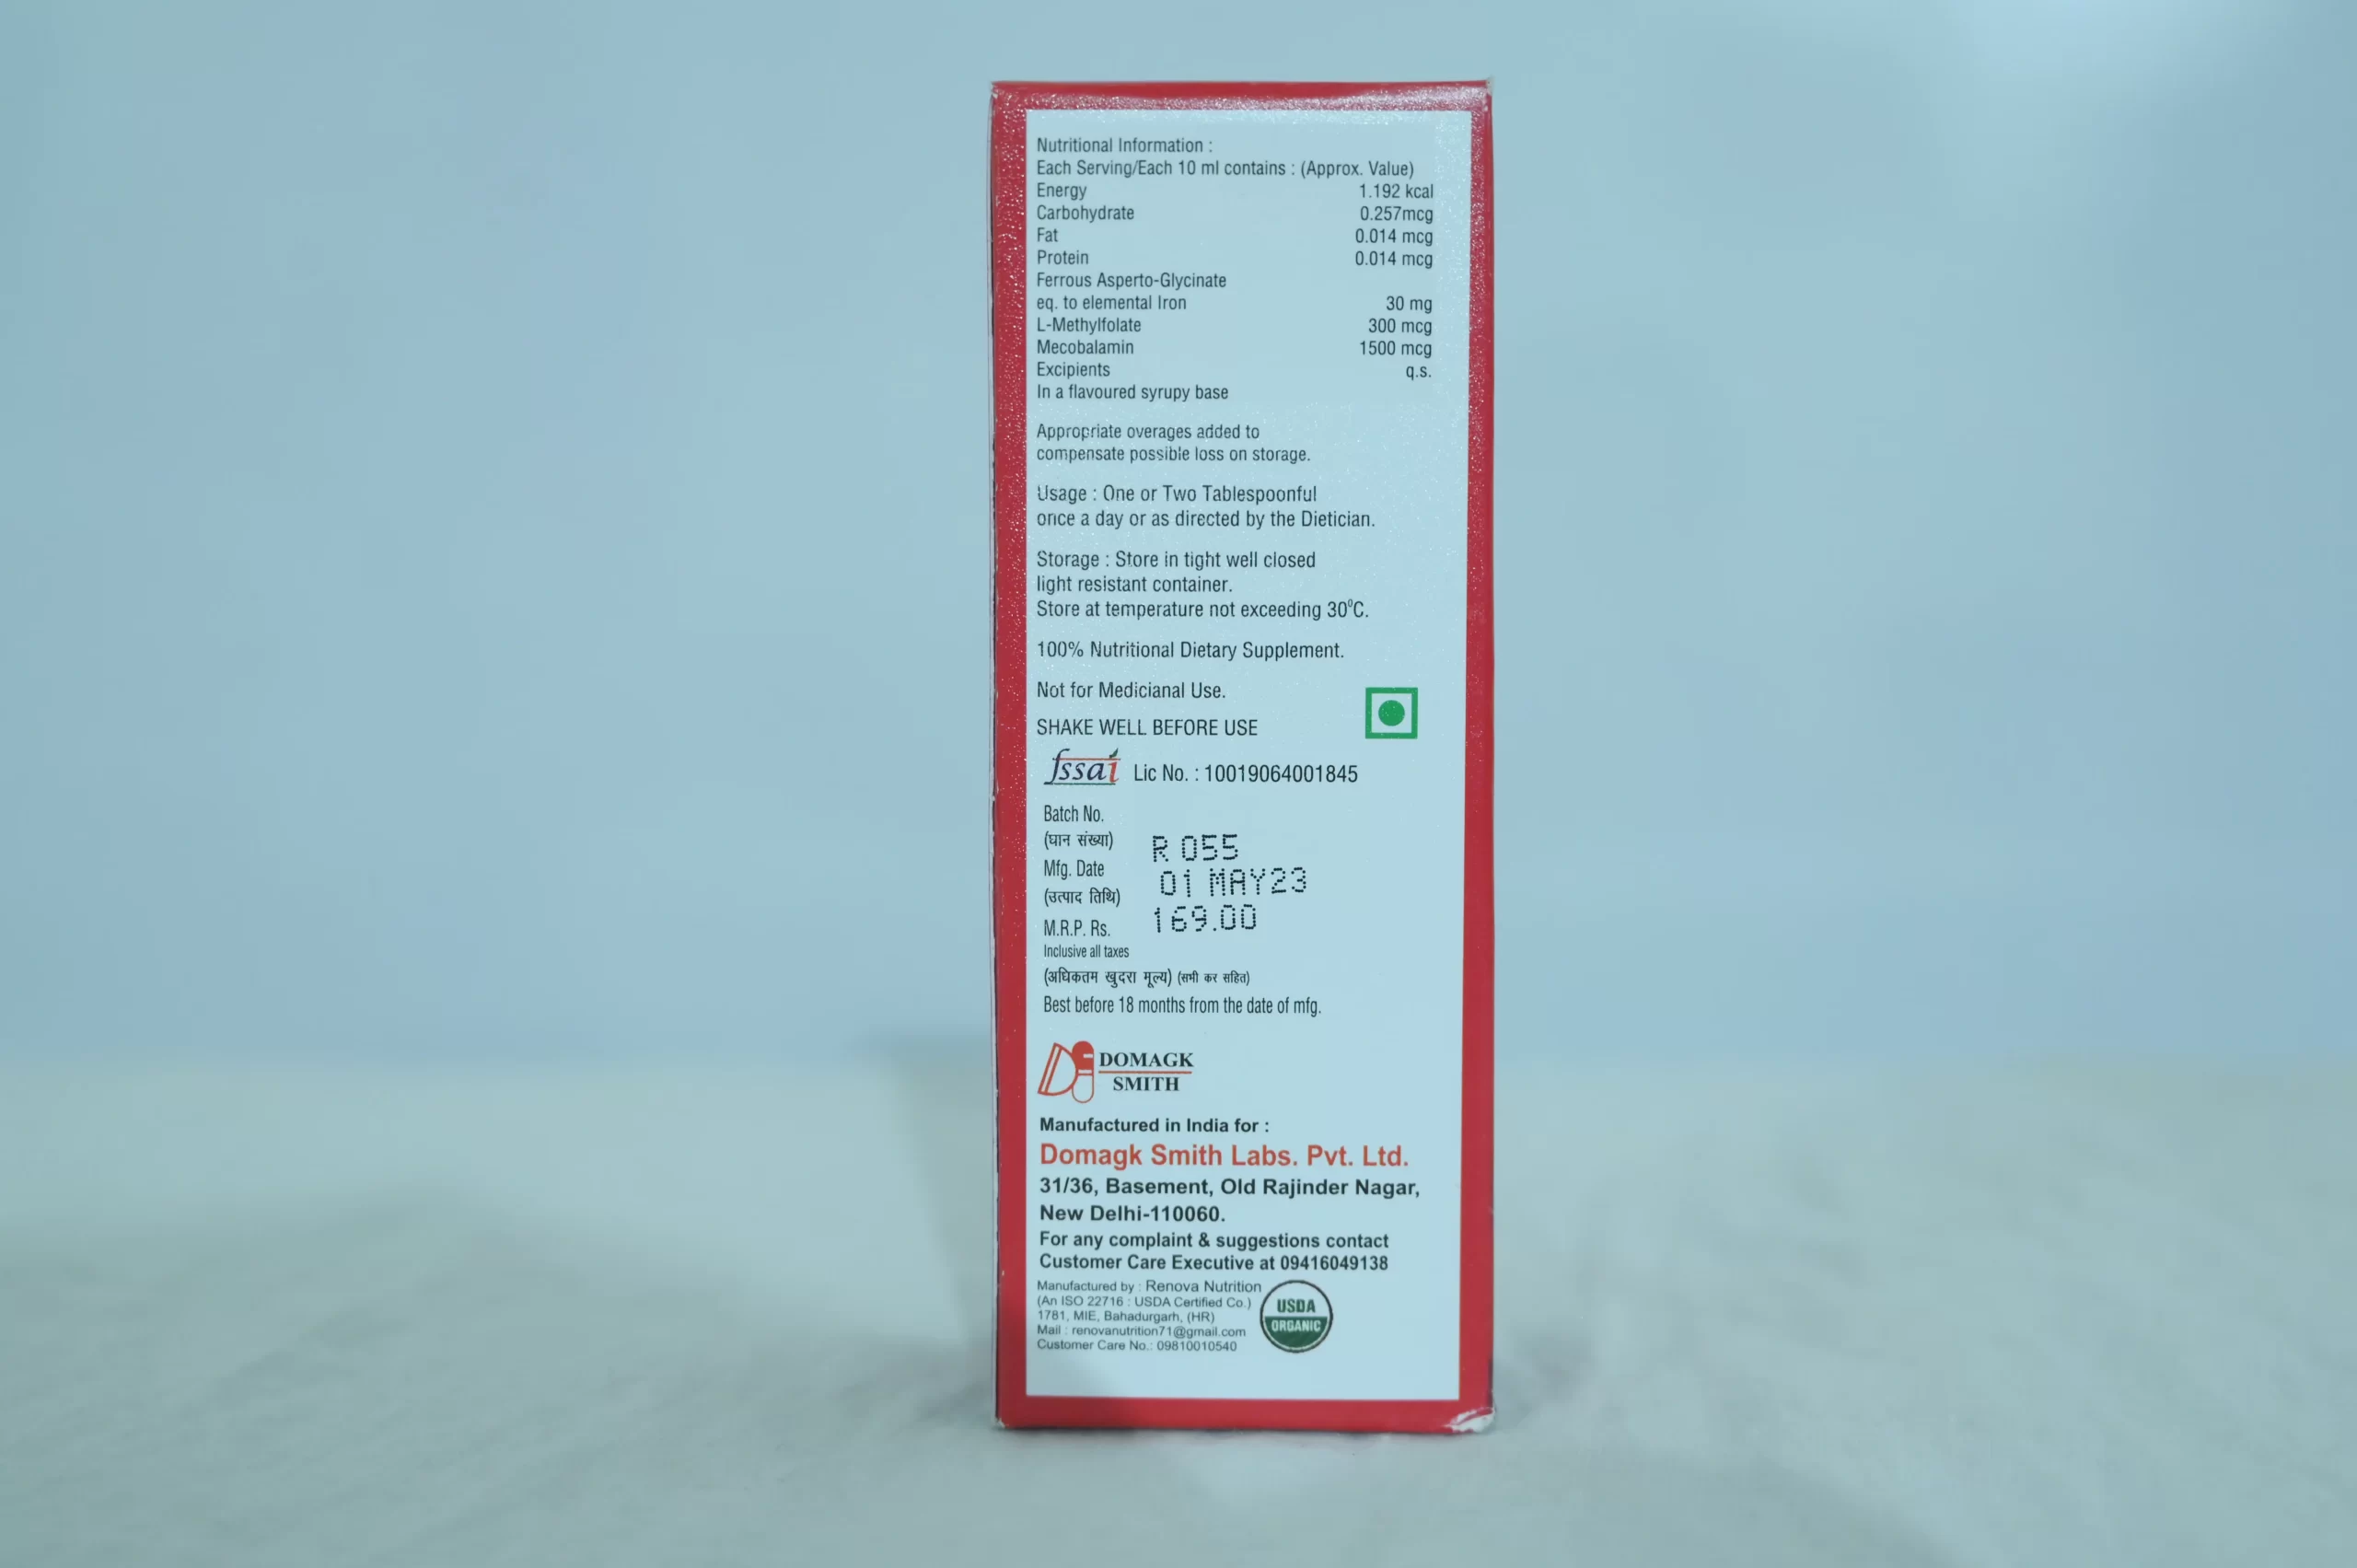 Nutritional Information :
Each Serving/Each 10 ml contains : (Approx. Value)
Energy 1.192 kcal
Carbohydrate 0.257mcg
Fat 0.014 mcg
Protein 0.014 mcg
Ferrous Asperto-Glycinate
eq. to elemental Iron 30 mg
L-Methylfolate 300 mcg
Mecobalamin 1500 mcg
Excipients q.s.
In a flavoured syrupy base
Appropriate overages added to
compensate possible loss on storage.
Usage : One or Two Tablespoonful
once a day or as directed by the Dietician.
Storage : Store in tight well closed
light resistant container.
Store at temperature not exceeding 30⁰C.
100% Nutritional Dietary Supplement.
Not for Medicianal Use.
SHAKE WELL BEFORE USE
fssai Lic No. : 10019064001845
Batch No.
(घान संख्या) R 055
Mfg. Date 01 MAY23
(उत्पाद तिथि)
M.R.P. Rs. 169.00
Inclusive all taxes
(अधिकतम खुदरा मूल्य) (सभी कर सहित)
Best before 18 months from the date of mfg.
DOMAGK
SMITH
Manufactured in India for :
Domagk Smith Labs. Pvt. Ltd.
31/36, Basement, Old Rajinder Nagar,
New Delhi-110060.
For any complaint & suggestions contact
Customer Care Executive at 09416049138
Manufactured by : Renova Nutrition
(An ISO 22716 : USDA Certified Co.)
1781, MIE, Bahadurgarh, (HR)
Mail : renovanutrition71@gmail.com
Customer Care No.: 09810010540
USDA
ORGANIC